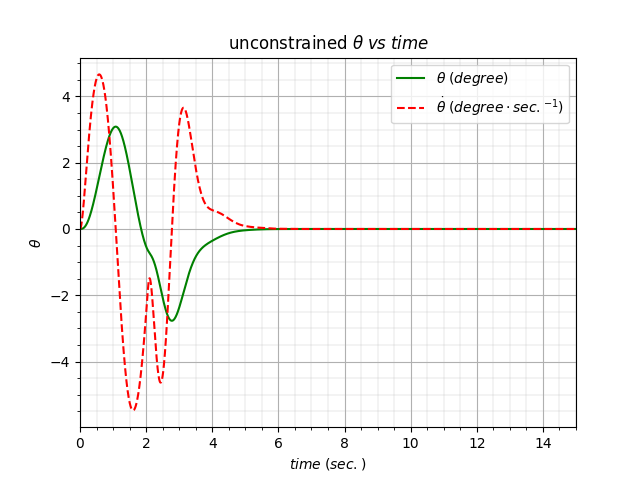 unconstrained θ vs time
θ (degree)
θ̇ (degree · sec.⁻¹)
θ
4
2
0
−2
−4
0 2 4 6 8 10 12 14
time (sec.)